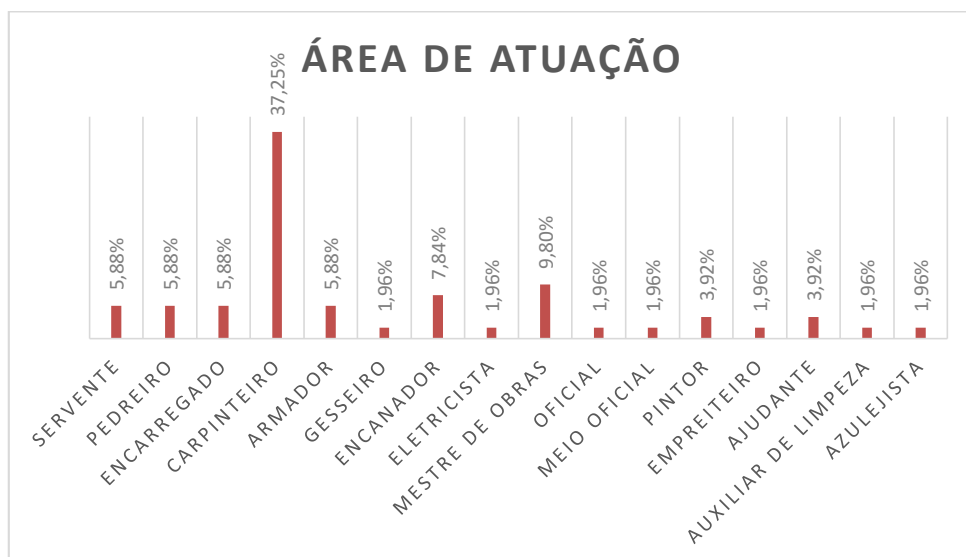 ÁREA DE ATUAÇÃO
5,88%
5,88%
5,88%
37,25%
5,88%
1,96%
7,84%
1,96%
9,80%
1,96%
1,96%
3,92%
1,96%
3,92%
1,96%
1,96%
SERVENTE
PEDREIRO
ENCARREGADO
CARPINTEIRO
ARMADOR
GESSEIRO
ENCANADOR
ELETRICISTA
MESTRE DE OBRAS
OFICIAL
MEIO OFICIAL
PINTOR
EMPREITEIRO
AJUDANTE
AUXILIAR DE LIMPEZA
AZULEJISTA